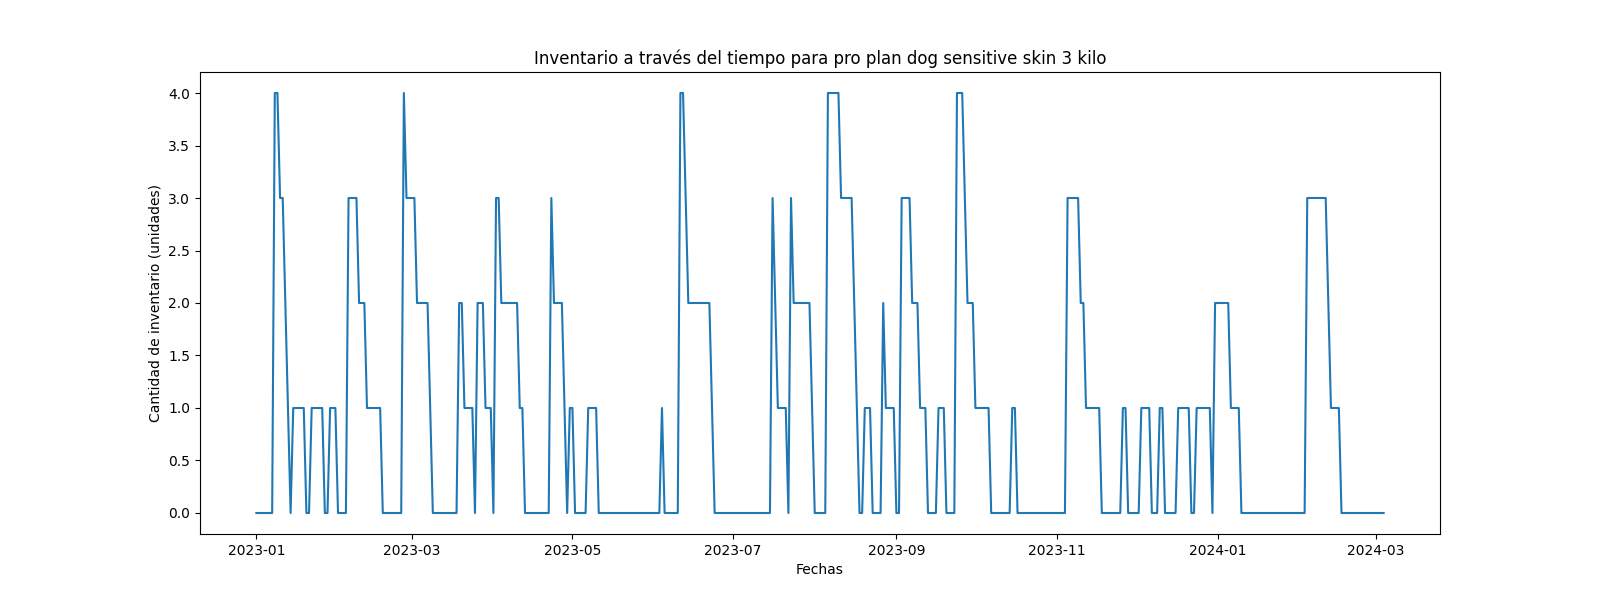 Inventario a través del tiempo para pro plan dog sensitive skin 3 kilo
4.0
3.5
3.0
2.5
2.0
1.5
1.0
0.5
0.0
Cantidad de inventario (unidades)
2023-01 2023-03 2023-05 2023-07 2023-09 2023-11 2024-01 2024-03
Fechas